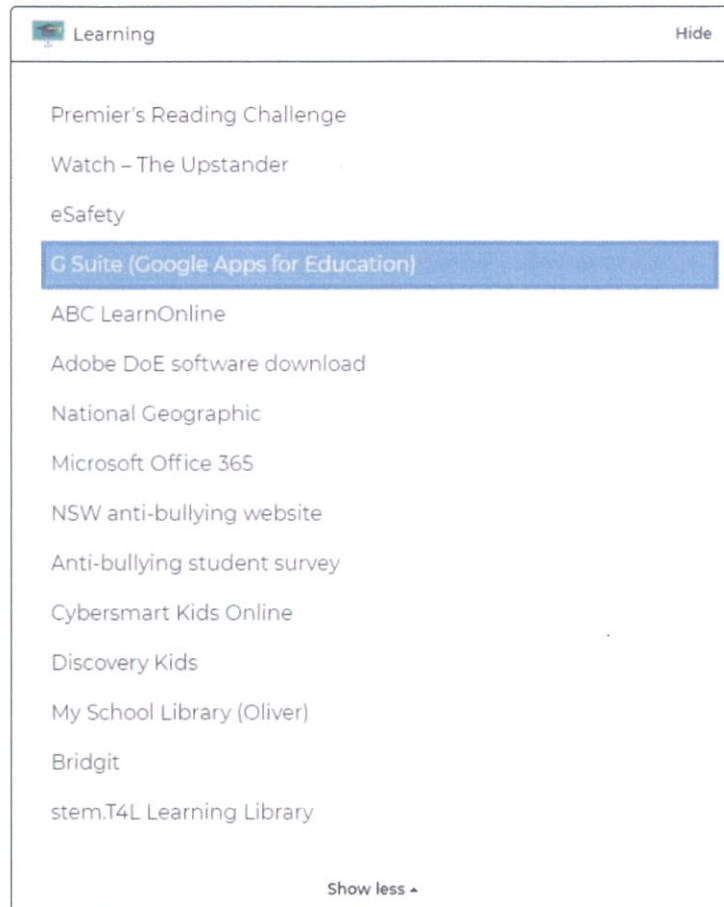 Learning
Hide
Premier's Reading Challenge
Watch – The Upstander
eSafety
G Suite (Google Apps for Education)
ABC LearnOnline
Adobe DoE software download
National Geographic
Microsoft Office 365
NSW anti-bullying website
Anti-bullying student survey
Cybersmart Kids Online
Discovery Kids
My School Library (Oliver)
Bridgit
stem.T4L Learning Library
Show less